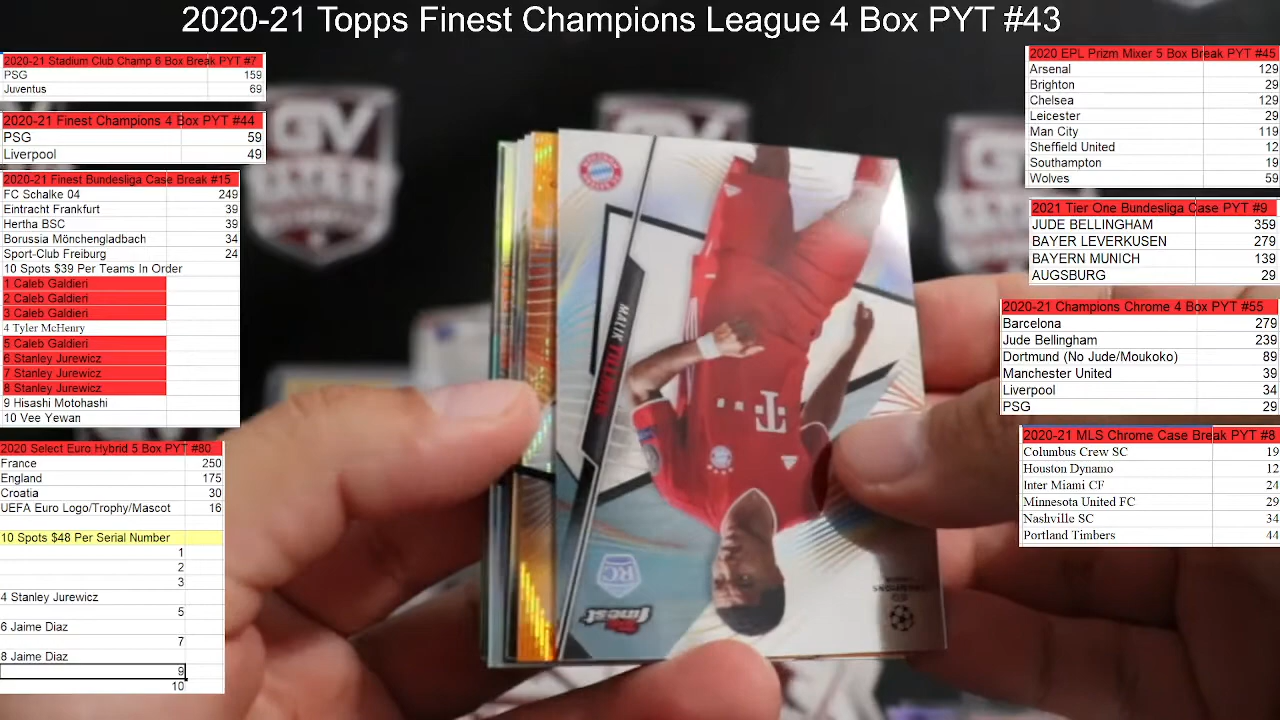 2020-21 Topps Finest Champions League 4 Box PYT #43
2020-21 Stadium Club Champ 6 Box Break PYT #7
PSG 159
Juventus 69
2020-21 Finest Champions 4 Box PYT #44
PSG 59
Liverpool 49
2020-21 Finest Bundesliga Case Break #15
FC Schalke 04 249
Eintracht Frankfurt 39
Hertha BSC 39
Borussia Mönchengladbach 34
Sport-Club Freiburg 24
10 Spots $39 Per Teams In Order
1 Caleb Galdieri
2 Caleb Galdieri
3 Caleb Galdieri
4 Tyler McHenry
5 Caleb Galdieri
6 Stanley Jurewicz
7 Stanley Jurewicz
8 Stanley Jurewicz
9 Hisashi Motohashi
10 Vee Yewan
2020 Select Euro Hybrid 5 Box PYT #80
France 250
England 175
Croatia 30
UEFA Euro Logo/Trophy/Mascot 16
10 Spots $48 Per Serial Number
1
2
3
4 Stanley Jurewicz
5
6 Jaime Diaz
7
8 Jaime Diaz
9
10
GV
MALIK TILLMAN
T
RC
Topps
finest
CHAMPIONS
LEAGUE
2020 EPL Prizm Mixer 5 Box Break PYT #45
Arsenal 129
Brighton 29
Chelsea 129
Leicester 29
Man City 119
Sheffield United 12
Southampton 19
Wolves 59
2021 Tier One Bundesliga Case PYT #9
JUDE BELLINGHAM 359
BAYER LEVERKUSEN 279
BAYERN MUNICH 139
AUGSBURG 29
2020-21 Champions Chrome 4 Box PYT #55
Barcelona 279
Jude Bellingham 239
Dortmund (No Jude/Moukoko) 89
Manchester United 39
Liverpool 34
PSG 29
2020-21 MLS Chrome Case Break PYT #8
Columbus Crew SC 19
Houston Dynamo 12
Inter Miami CF 24
Minnesota United FC 29
Nashville SC 34
Portland Timbers 44